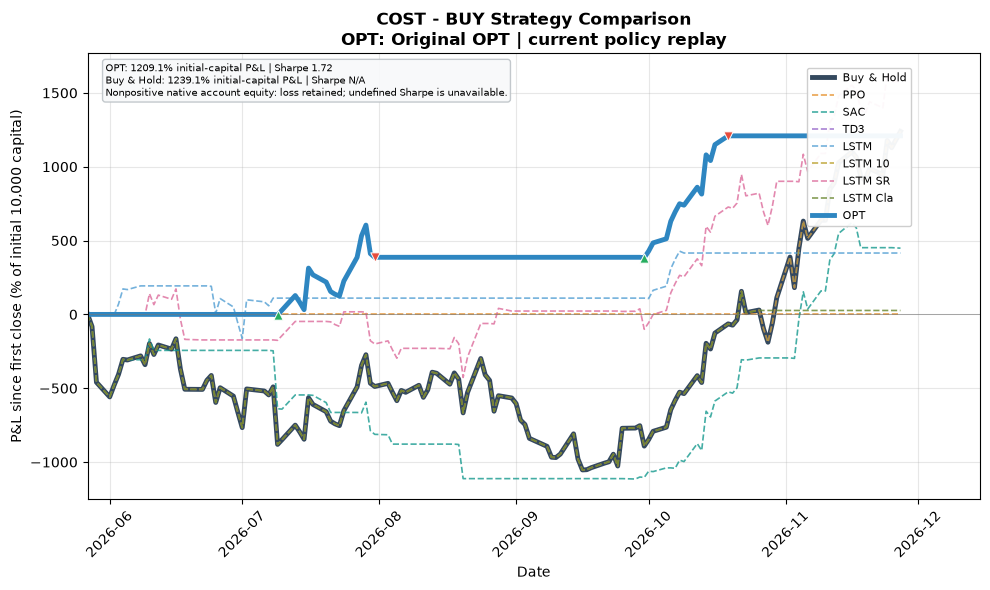 COST - BUY Strategy Comparison
OPT: Original OPT | current policy replay
OPT: 1209.1% initial-capital P&L | Sharpe 1.72
Buy & Hold: 1239.1% initial-capital P&L | Sharpe N/A
Nonpositive native account equity: loss retained; undefined Sharpe is unavailable.
Buy & Hold
PPO
SAC
TD3
LSTM
LSTM 10
LSTM SR
LSTM Cla
OPT
P&L since first close (% of initial 10,000 capital)
1500
1000
500
0
−500
−1000
2026-06
2026-07
2026-08
2026-09
2026-10
2026-11
2026-12
Date